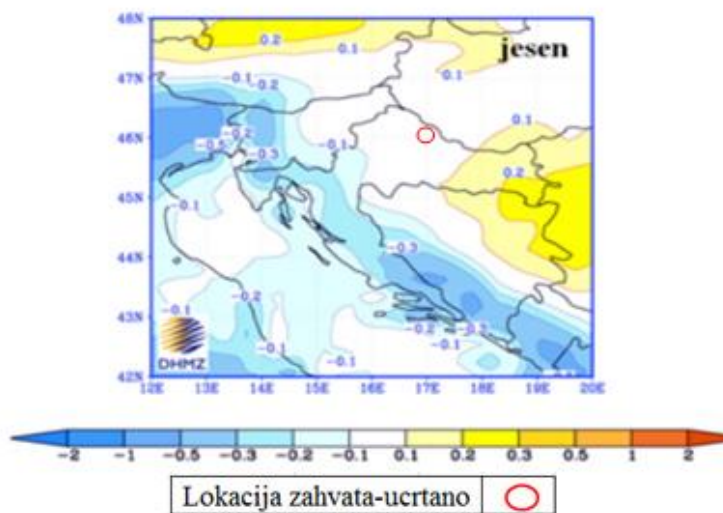 48N
jesen
0.2
0.1
0.1
47N
-0.1
-0.2
0.1
46N
-0.2
-0.5
-0.3
-0.1
0.2
45N
-0.1
-0.3
44N
-0.2
-0.1
43N
-0.2
-0.3
-0.1
-0.1
-0.1
DHMZ
42N
12E 13E 14E 15E 16E 17E 18E 19E 20E
-2 -1 -0.5 -0.3 -0.2 -0.1 0.1 0.2 0.3 0.5 1 2
Lokacija zahvata-ucrtano